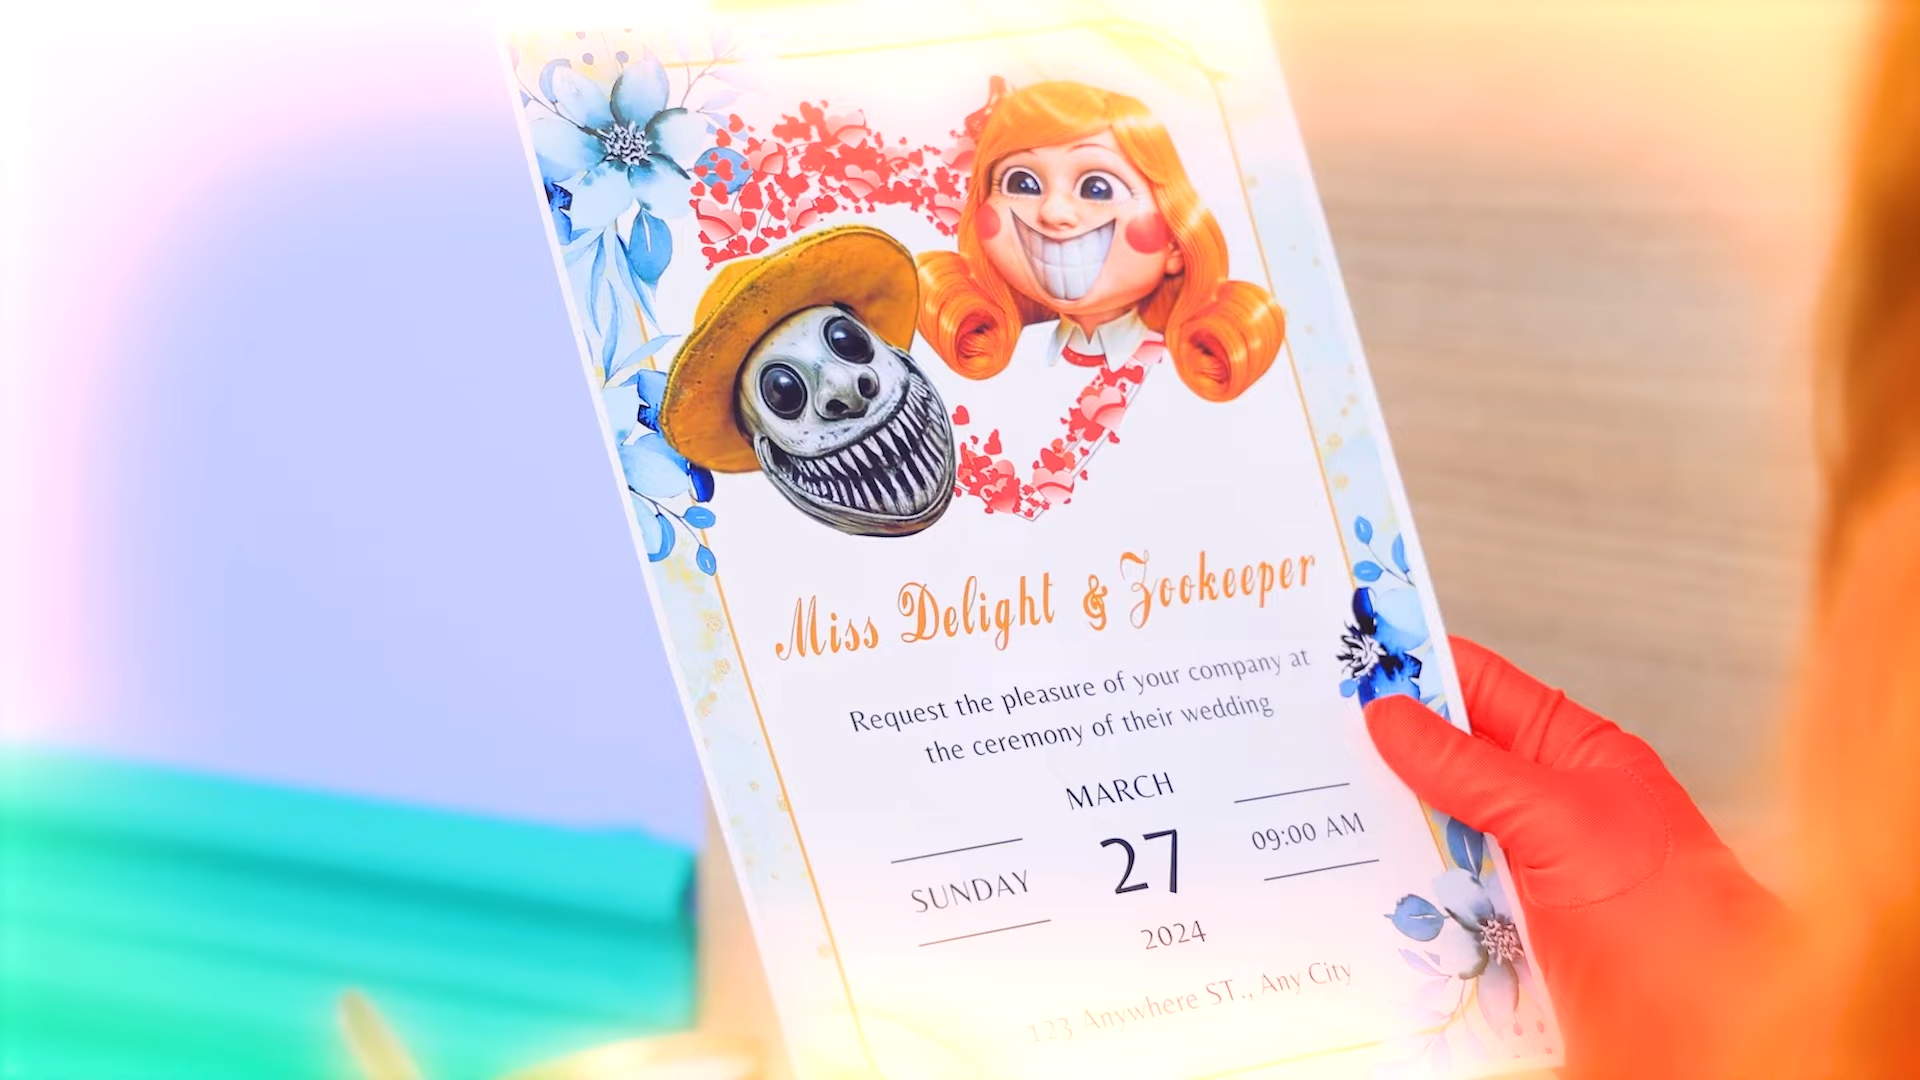 Miss Delight & Zookeeper
Request the pleasure of your company at
the ceremony of their wedding
MARCH
SUNDAY
27
09:00 AM
2024
123 Anywhere ST., Any City